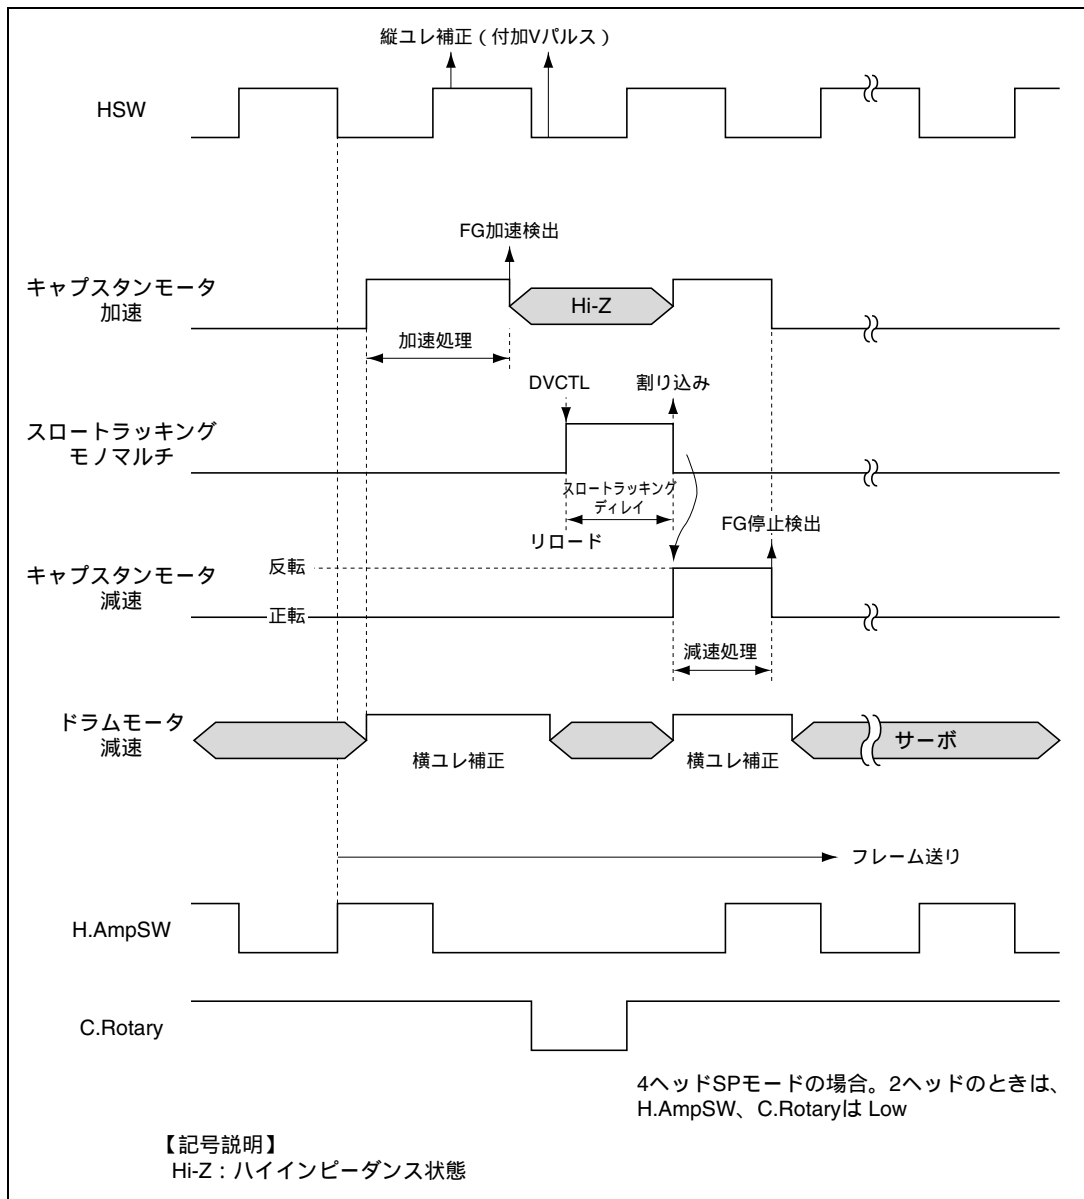 縦ユレ補正（付加Vパルス）
HSW
FG加速検出
キャプスタンモータ
加速
Hi-Z
加速処理
DVCTL
割り込み
スロートラッキング
モノマルチ
スロートラッキング
ディレイ
リロード
FG停止検出
キャプスタンモータ
減速
反転
正転
減速処理
ドラムモータ
減速
サーボ
横ユレ補正
横ユレ補正
フレーム送り
H.AmpSW
C.Rotary
4ヘッドSPモードの場合。2ヘッドのときは、
H.AmpSW、C.Rotaryは Low
【記号説明】
Hi-Z：ハイインピーダンス状態